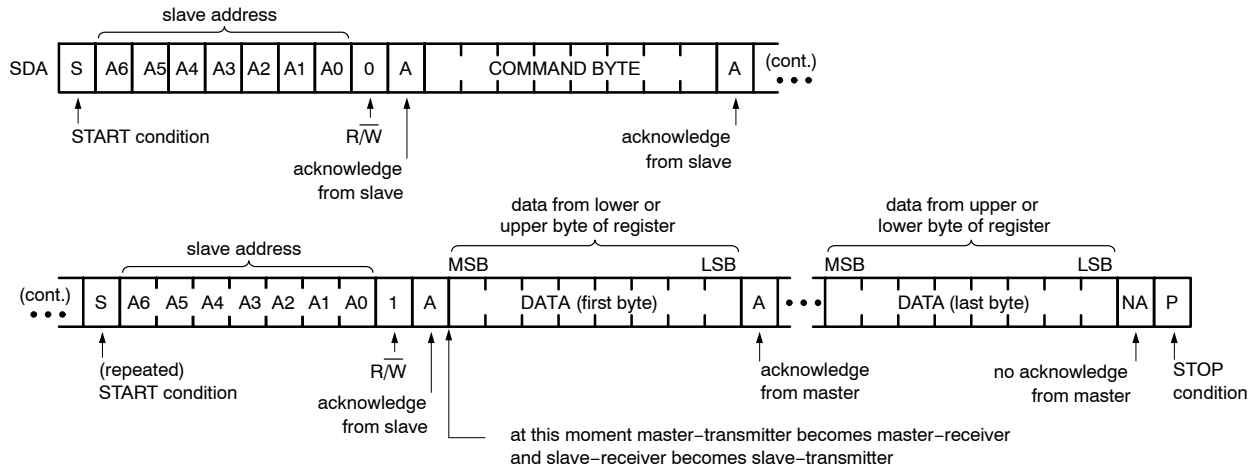 slave address
SDA S A6 A5 A4 A3 A2 A1 A0 0 A COMMAND BYTE A (cont.)
START condition
R/W
acknowledge
from slave
acknowledge
from slave
slave address
data from lower or
upper byte of register
data from upper or
lower byte of register
MSB LSB MSB LSB
(cont.) S A6 A5 A4 A3 A2 A1 A0 1 A DATA (first byte) A DATA (last byte) NA P
(repeated)
START condition
R/W
acknowledge
from slave
acknowledge
from master
no acknowledge
from master
STOP
condition
at this moment master−transmitter becomes master−receiver
and slave−receiver becomes slave−transmitter